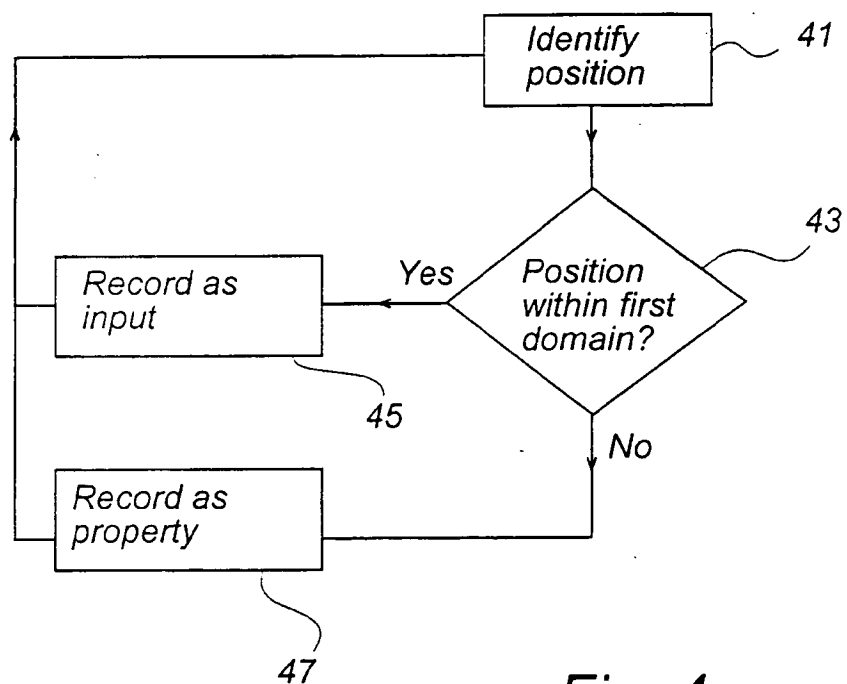 Identify
position
41
Position
within first
domain?
43
Yes
Record as
input
45
No
Record as
property
47